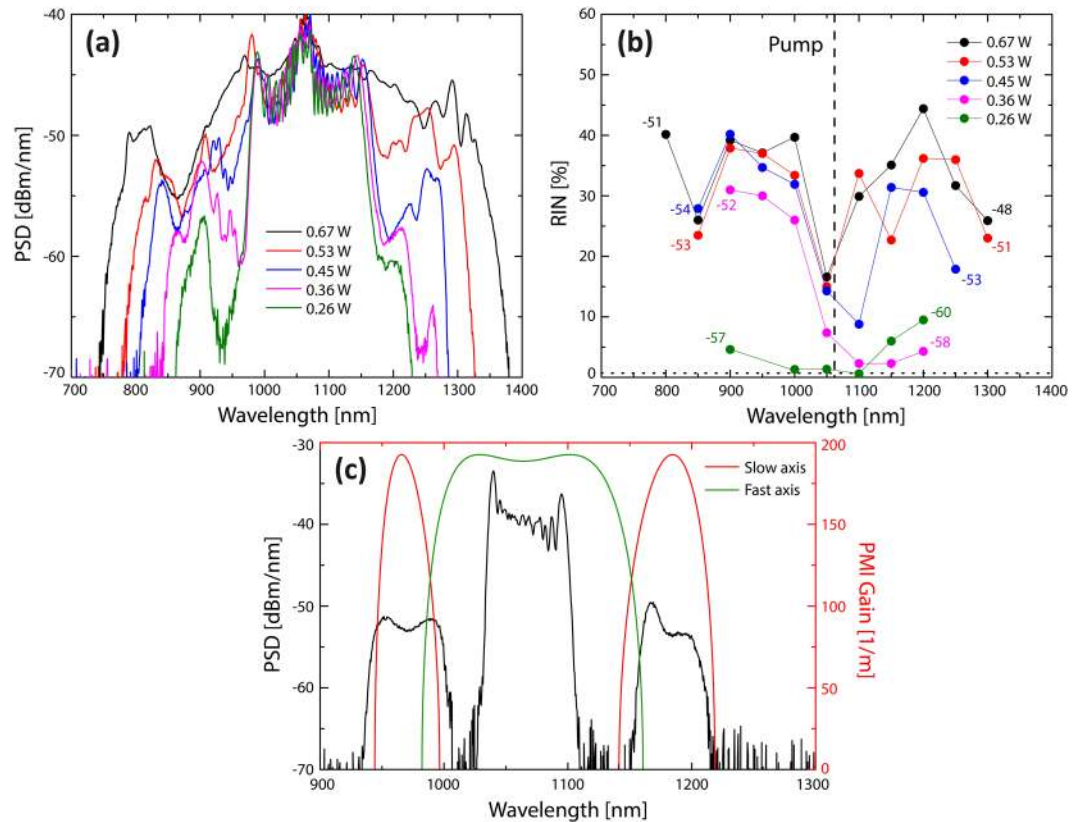 (a)
-40
-50
-60
-70
PSD [dBm/nm]
0.67 W
0.53 W
0.45 W
0.36 W
0.26 W
700 800 900 1000 1100 1200 1300 1400
Wavelength [nm]
(b)
Pump
60
50
40
30
20
10
0
RIN [%]
0.67 W
0.53 W
0.45 W
0.36 W
0.26 W
-51
-54
-53
-52
-57
-48
-51
-53
-60
-58
700 800 900 1000 1100 1200 1300 1400
Wavelength [nm]
(c)
-30
-40
-50
-60
-70
PSD [dBm/nm]
Slow axis
Fast axis
200
150
100
50
0
PMI Gain [1/m]
900 1000 1100 1200 1300
Wavelength [nm]